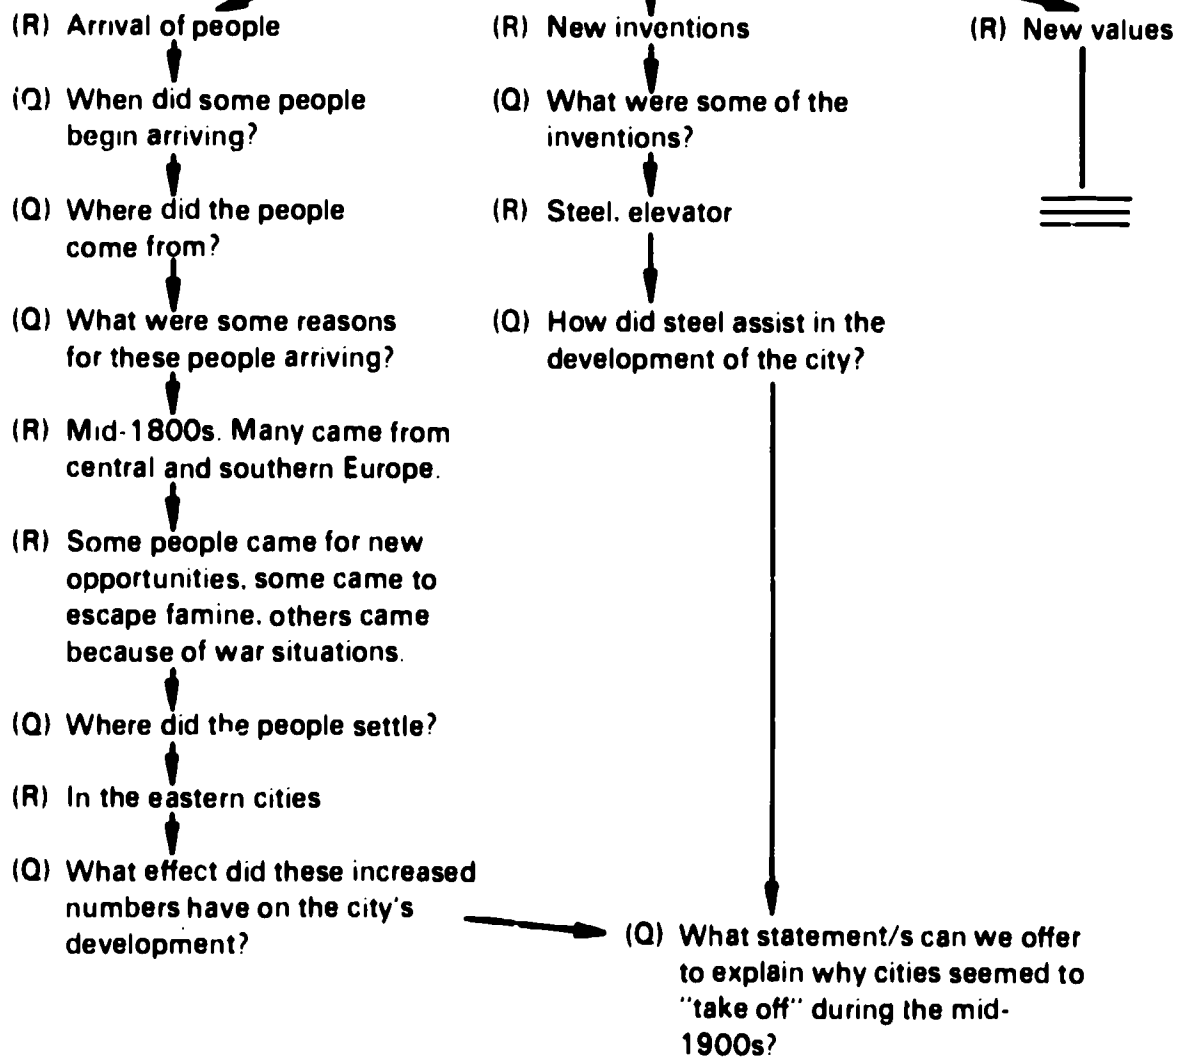 (R) Arrival of people
(Q) When did some people
begin arriving?
(Q) Where did the people
come from?
(Q) What were some reasons
for these people arriving?
(R) Mid-1800s. Many came from
central and southern Europe.
(R) Some people came for new
opportunities, some came to
escape famine, others came
because of war situations.
(Q) Where did the people settle?
(R) In the eastern cities
(Q) What effect did these increased
numbers have on the city's
development?
(R) New inventions
(Q) What were some of the
inventions?
(R) Steel, elevator
(Q) How did steel assist in the
development of the city?
(R) New values
(Q) What statement/s can we offer
to explain why cities seemed to
"take off" during the mid-
1900s?